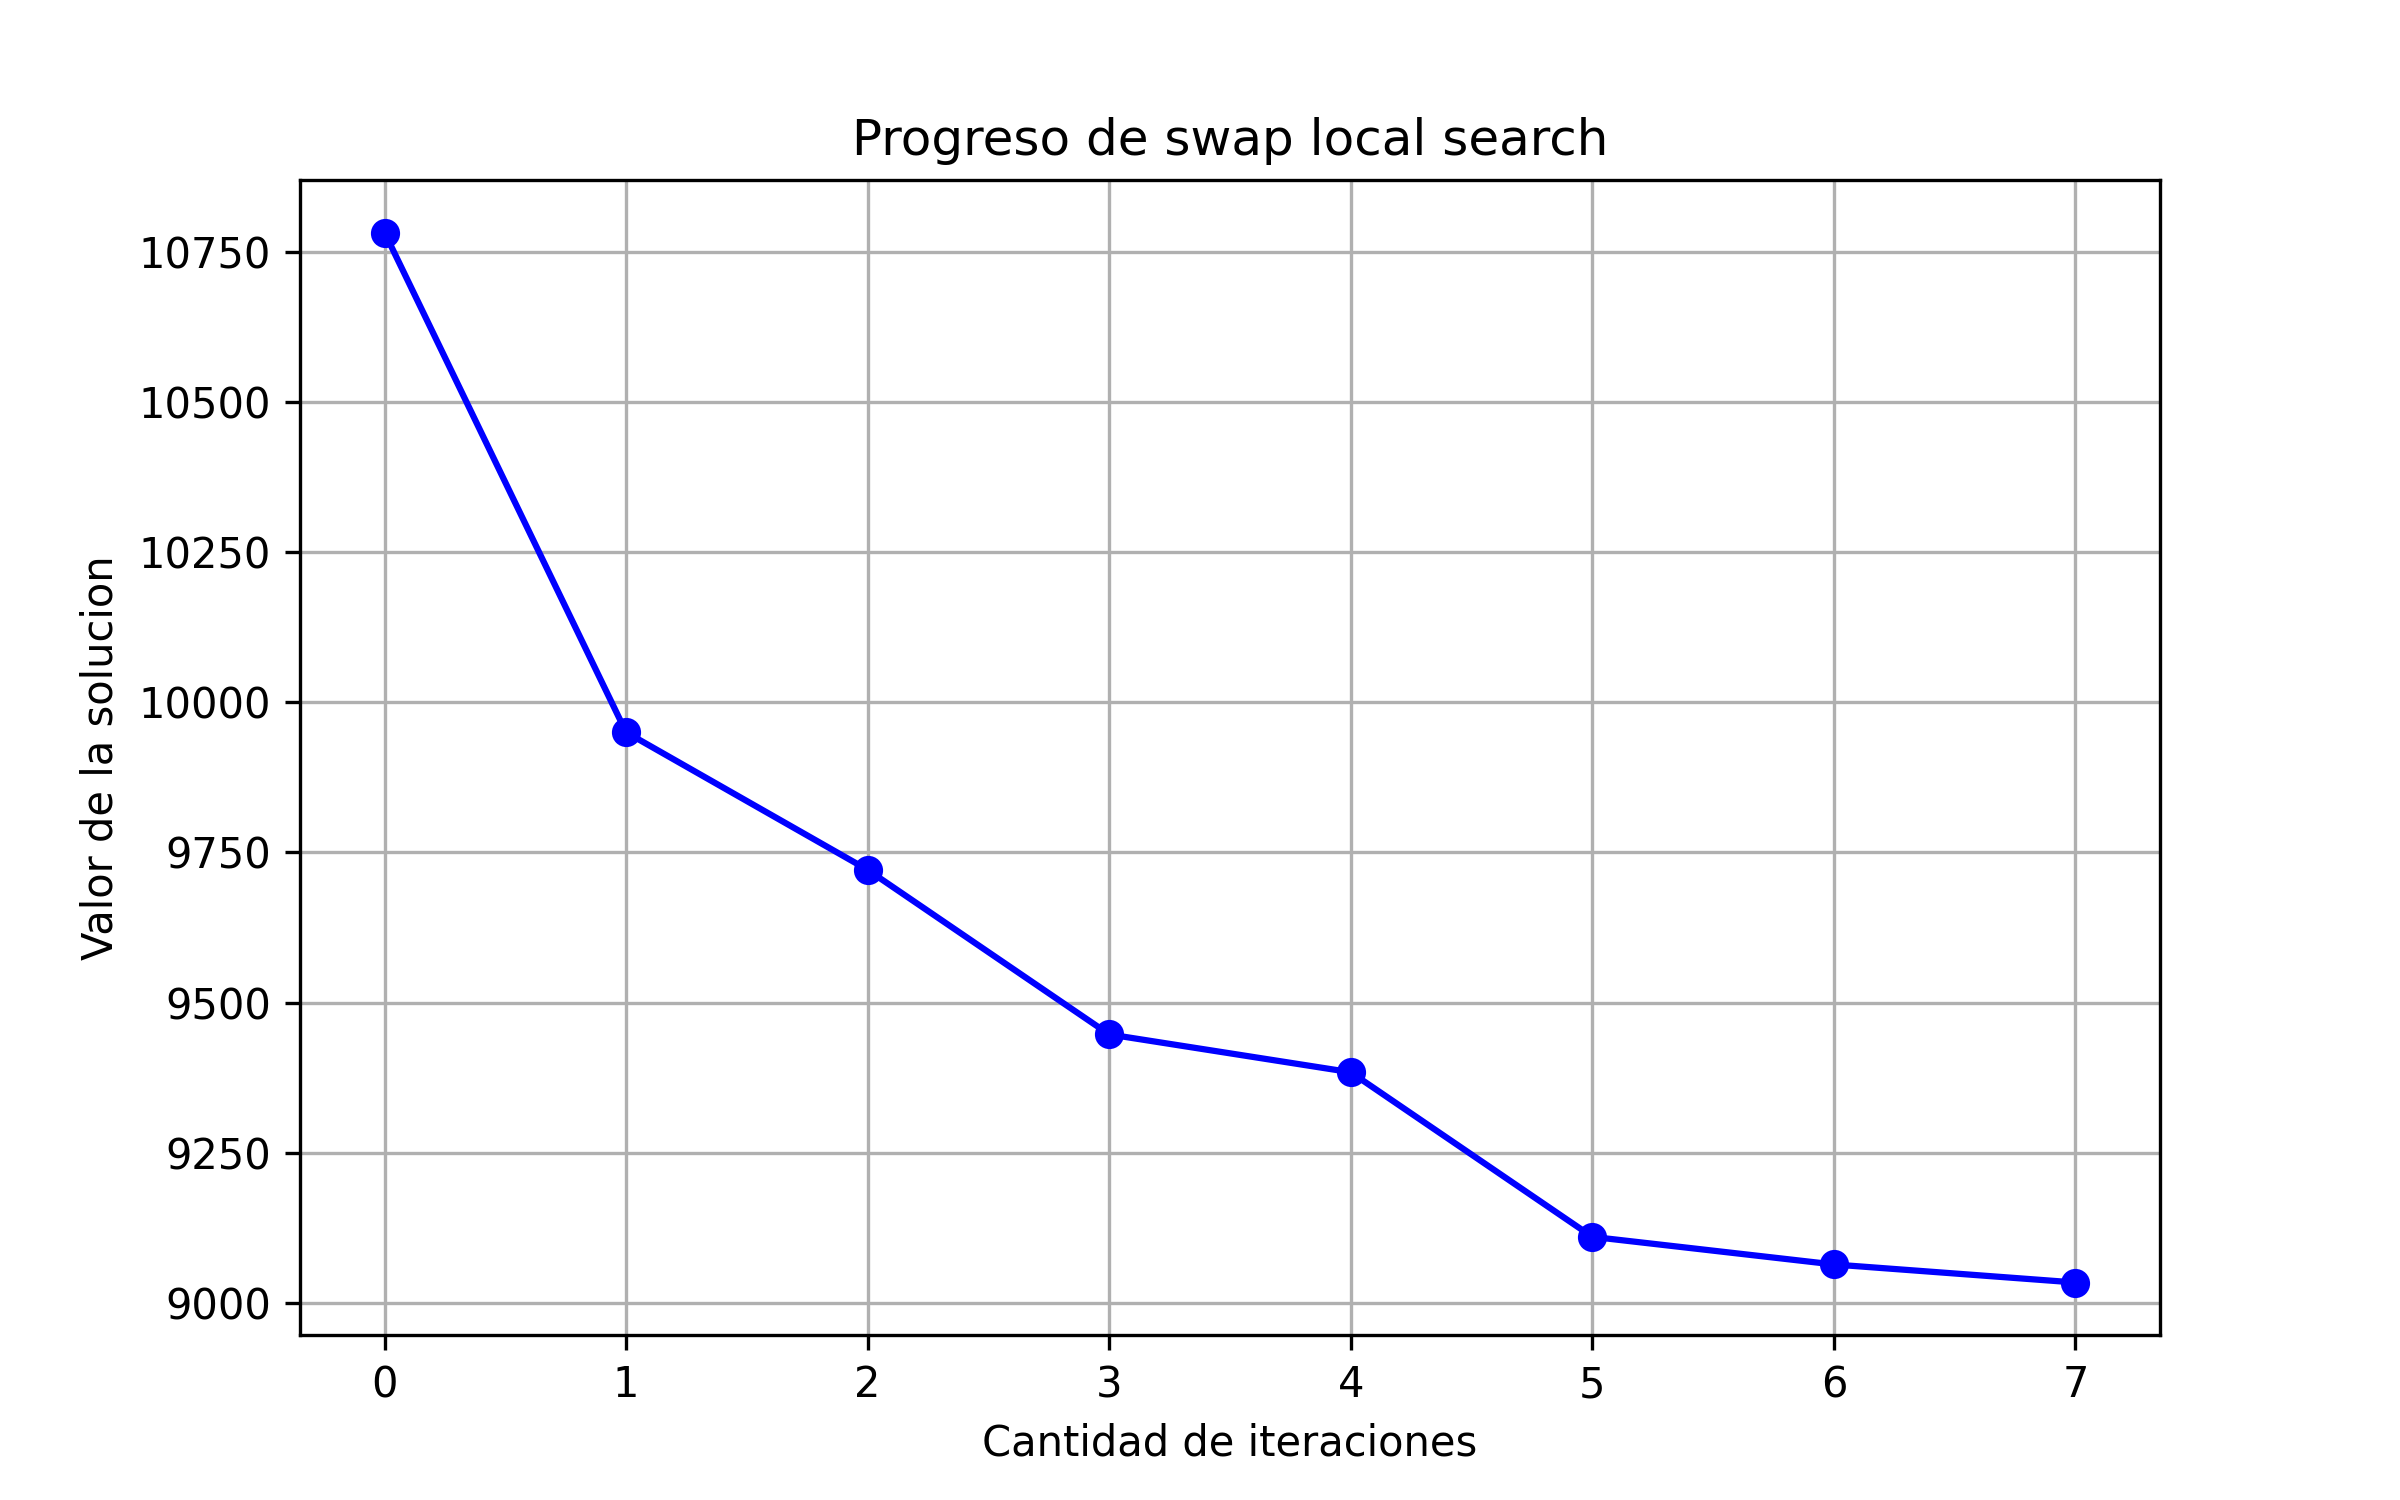 Progreso de swap local search
Valor de la solucion
10750
10500
10250
10000
9750
9500
9250
9000
0 1 2 3 4 5 6 7
Cantidad de iteraciones